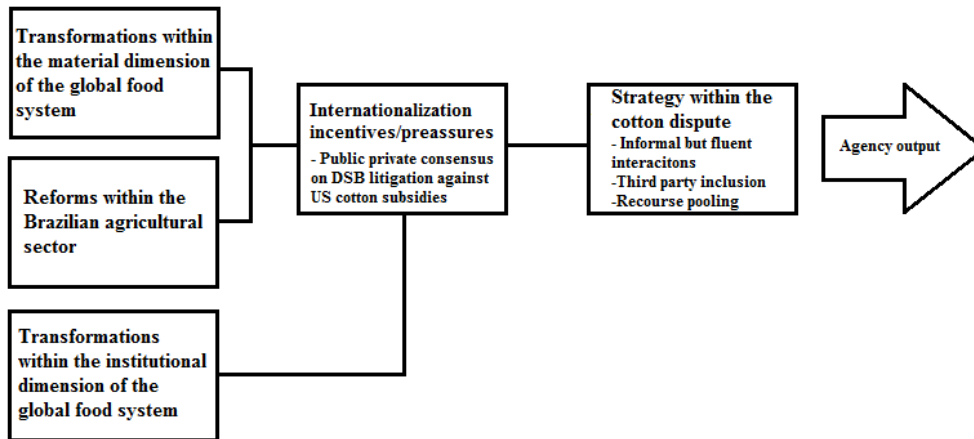 Transformations within
the material dimension
of the global food
system
Reforms within the
Brazilian agricultural
sector
Transformations
within the institutional
dimension of the
global food system
Internationalization
incentives/preassures
- Public private consensus
on DSB litigation against
US cotton subsidies
Strategy within the
cotton dispute
- Informal but fluent
interacitons
-Third party inclusion
-Recourse pooling
Agency output